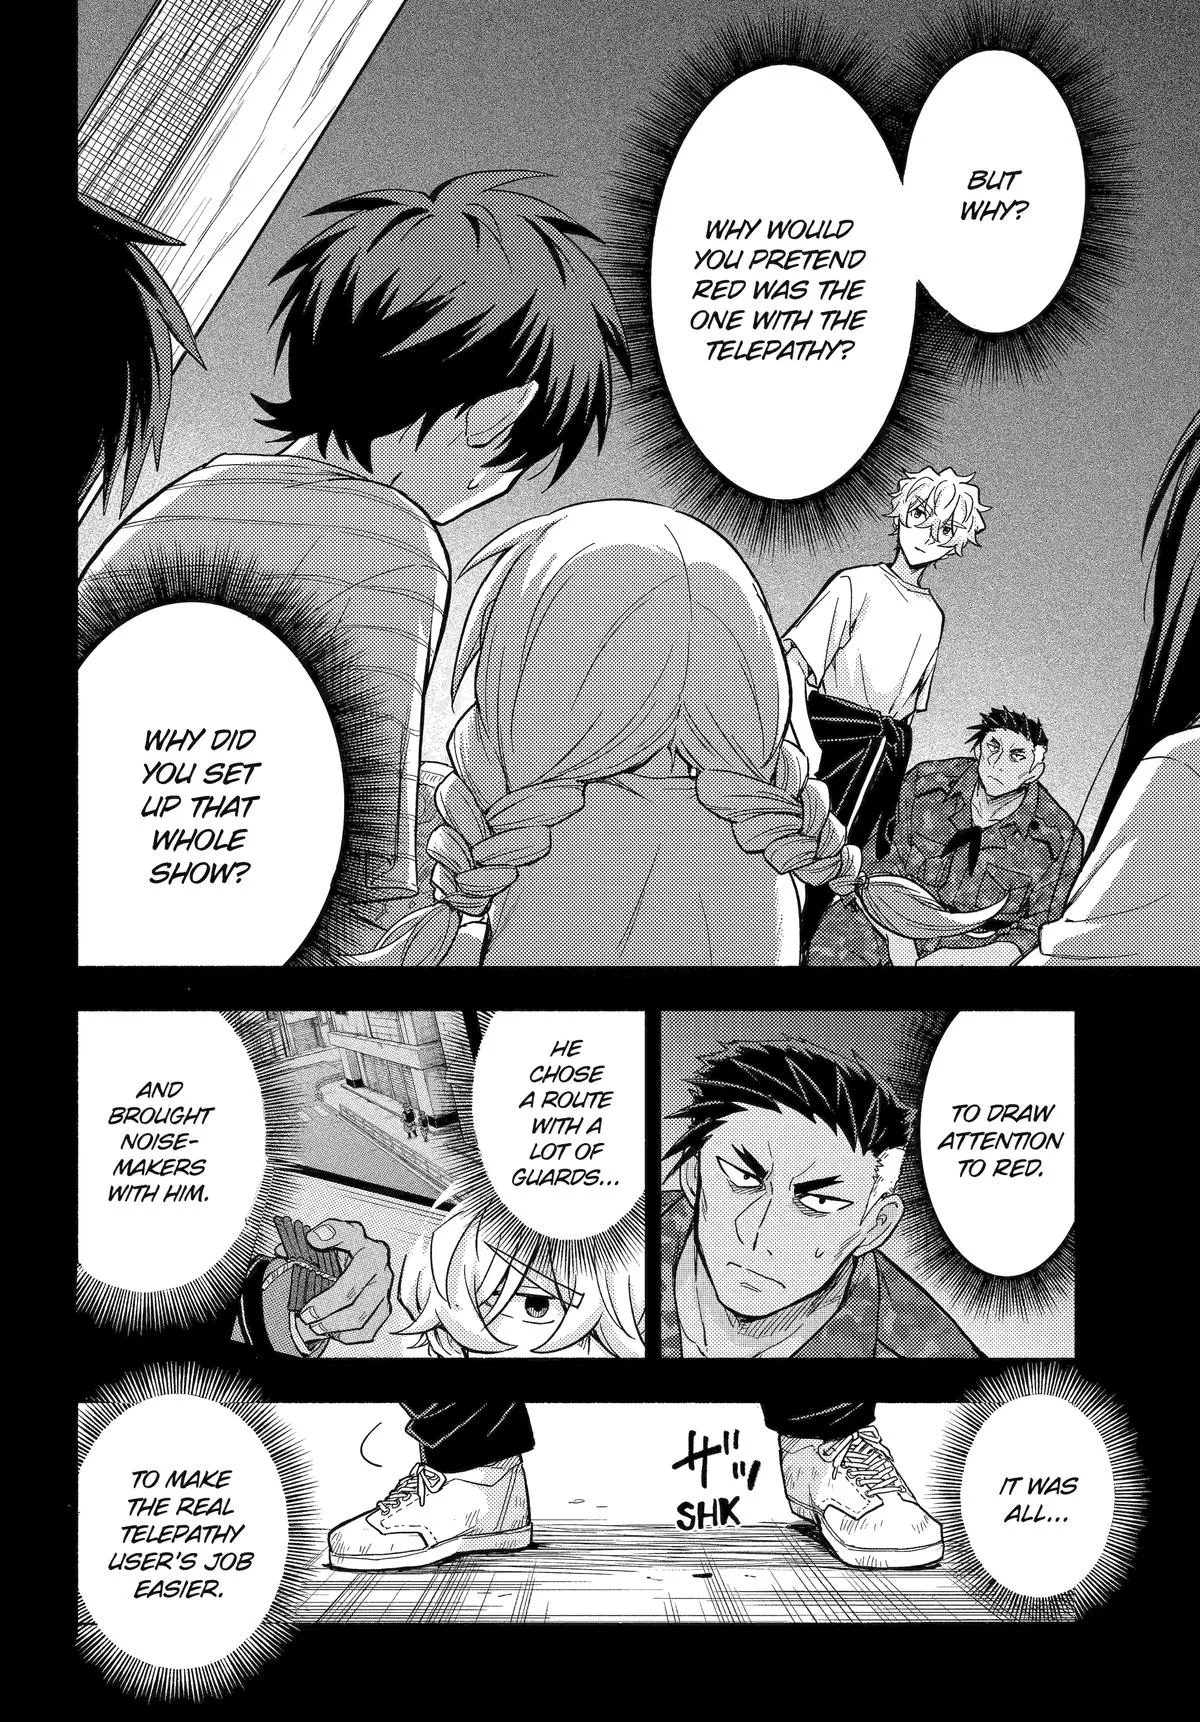 BUT
WHY?
WHY WOULD
YOU PRETEND
RED WAS THE
ONE WITH THE
TELEPATHY?
WHY DID
YOU SET
UP THAT
WHOLE
SHOW?
TO DRAW
ATTENTION
TO RED.
HE
CHOSE
A ROUTE
WITH A
LOT OF
GUARDS...
AND
BROUGHT
NOISE-
MAKERS
WITH HIM.
IT WAS
ALL...
ザッ
SHK
TO MAKE
THE REAL
TELEPATHY
USER'S JOB
EASIER.